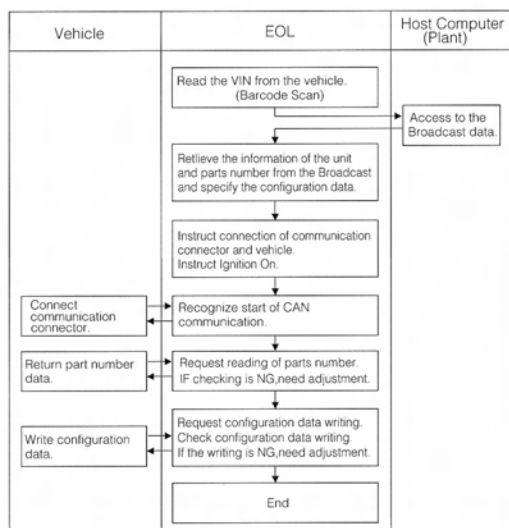 Vehicle
EOL
Host Computer
(Plant)
Read the VIN from the vehicle.
(Barcode Scan)
Access to the
Broadcast data.
Retlieve the information of the unit
and parts number from the Broadcast
and specify the configuration data.
Instruct connection of communication
connector and vehicle.
Instruct Ignition On.
Connect
communication
connector.
Recognize start of CAN
communication.
Return part number
data.
Request reading of parts number.
IF checking is NG,need adjustment.
Write configuration
data.
Request configuration data writing.
Check configuration data writing.
If the writing is NG,need adjustment.
End